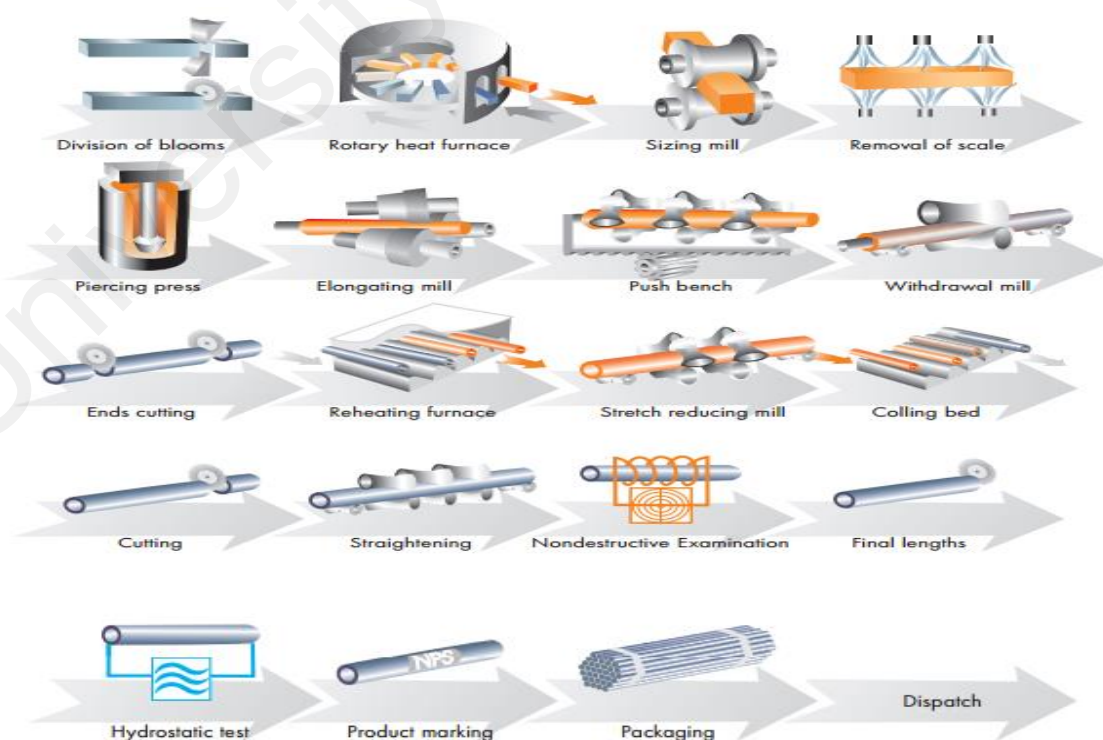 Division of blooms
Rotary heat furnace
Sizing mill
Removal of scale
Piercing press
Elongating mill
Push bench
Withdrawal mill
Ends cutting
Reheating furnace
Stretch reducing mill
Colling bed
Cutting
Straightening
Nondestructive Examination
Final lengths
NPS
Hydrostatic test
Product marking
Packaging
Dispatch
University